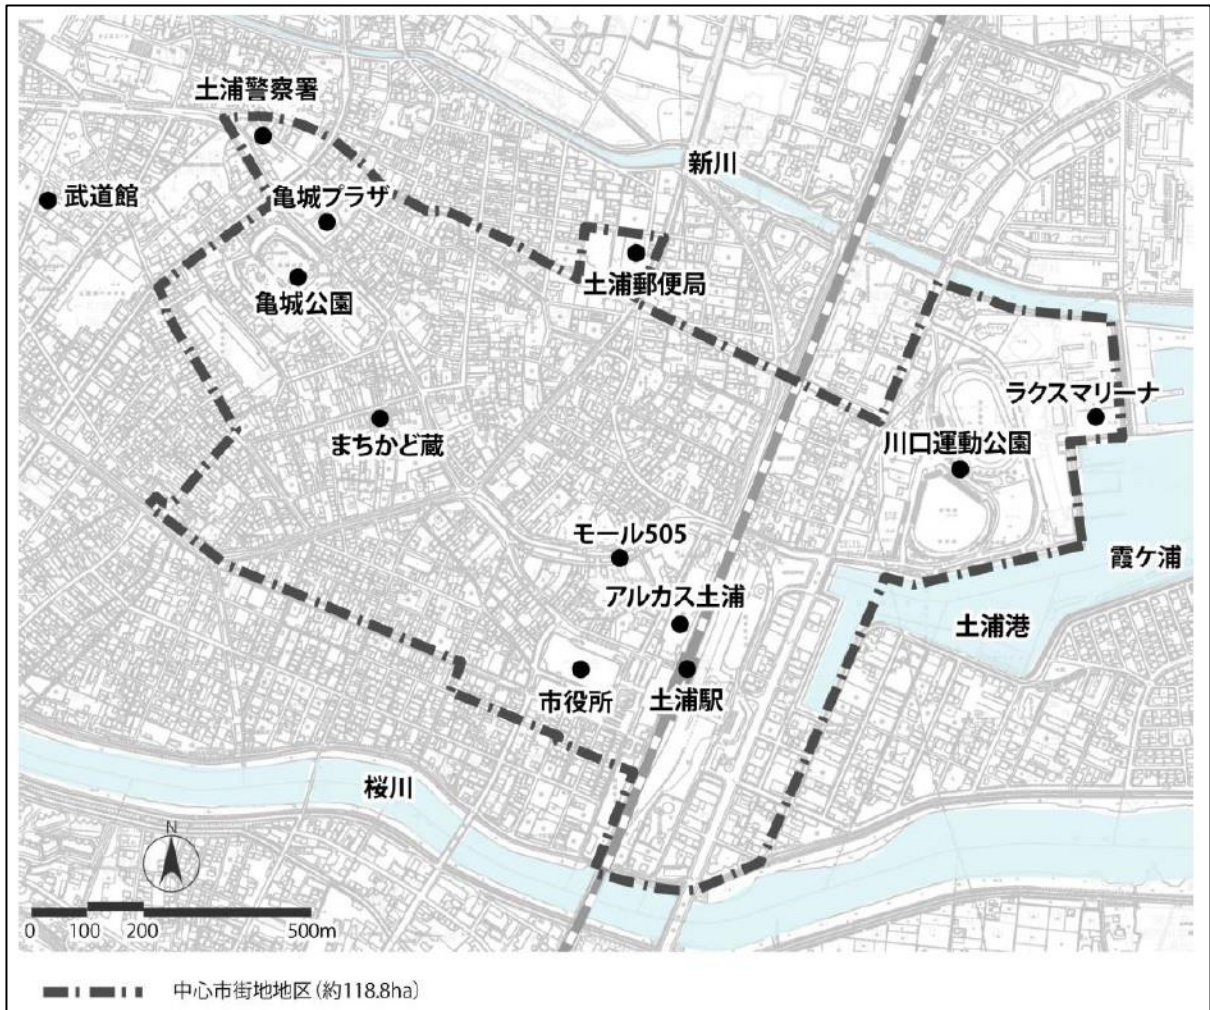 土浦警察署
新川
武道館
亀城プラザ
土浦郵便局
亀城公園
ラクスマリーナ
まちかど蔵
川口運動公園
モール505
霞ケ浦
アルカス土浦
土浦港
市役所
土浦駅
桜川
N
0 100 200 500m
中心市街地地区(約118.8ha)